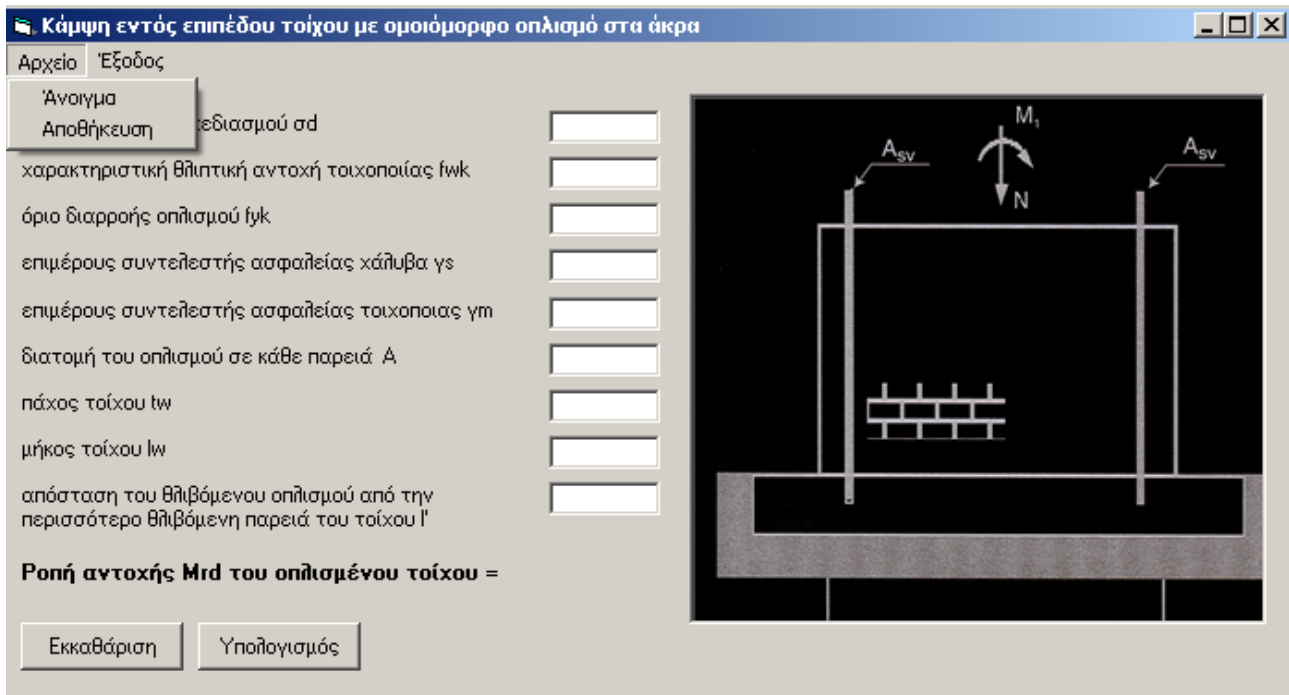 Κάμψη εντός επιπέδου τοίχου με ομοιόμορφο οπλισμό στα άκρα
Αρχείο Έξοδος
Άνοιγμα
Αποθήκευση
εδιασμού σd
χαρακτηριστική θλιπτική αντοχή τοιχοποιίας fwk
όριο διαρροής οπλισμού fyk
επιμέρους συντελεστής ασφαλείας χάλυβα γs
επιμέρους συντελεστής ασφαλείας τοιχοποιας γm
διατομή του οπλισμού σε κάθε παρειά A
πάχος τοίχου tw
μήκος τοίχου lw
απόσταση του θλιβόμενου οπλισμού από την
περισσότερο θλιβόμενη παρειά του τοίχου l'
Ροπή αντοχής Mrd του οπλισμένου τοίχου =
Εκκαθάριση Υπολογισμός
M₁
Asv
Asv
N